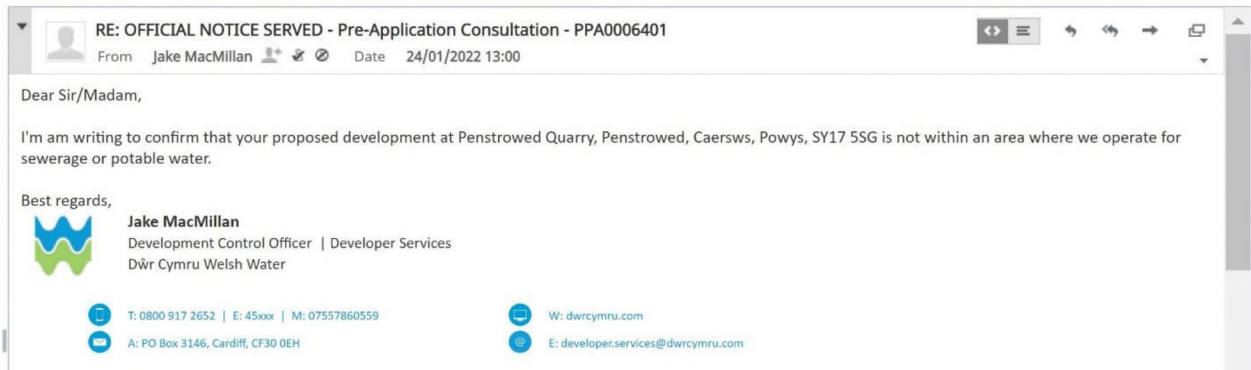 RE: OFFICIAL NOTICE SERVED - Pre-Application Consultation - PPA0006401
From Jake MacMillan Date 24/01/2022 13:00
Dear Sir/Madam,
I'm am writing to confirm that your proposed development at Penstrowed Quarry, Penstrowed, Caersws, Powys, SY17 5SG is not within an area where we operate for
sewerage or potable water.
Best regards,
Jake MacMillan
Development Control Officer | Developer Services
Dŵr Cymru Welsh Water
T: 0800 917 2652 | E: 45xxx | M: 07557860559
W: dwrcymru.com
A: PO Box 3146, Cardiff, CF30 0EH
E: developer.services@dwrcymru.com